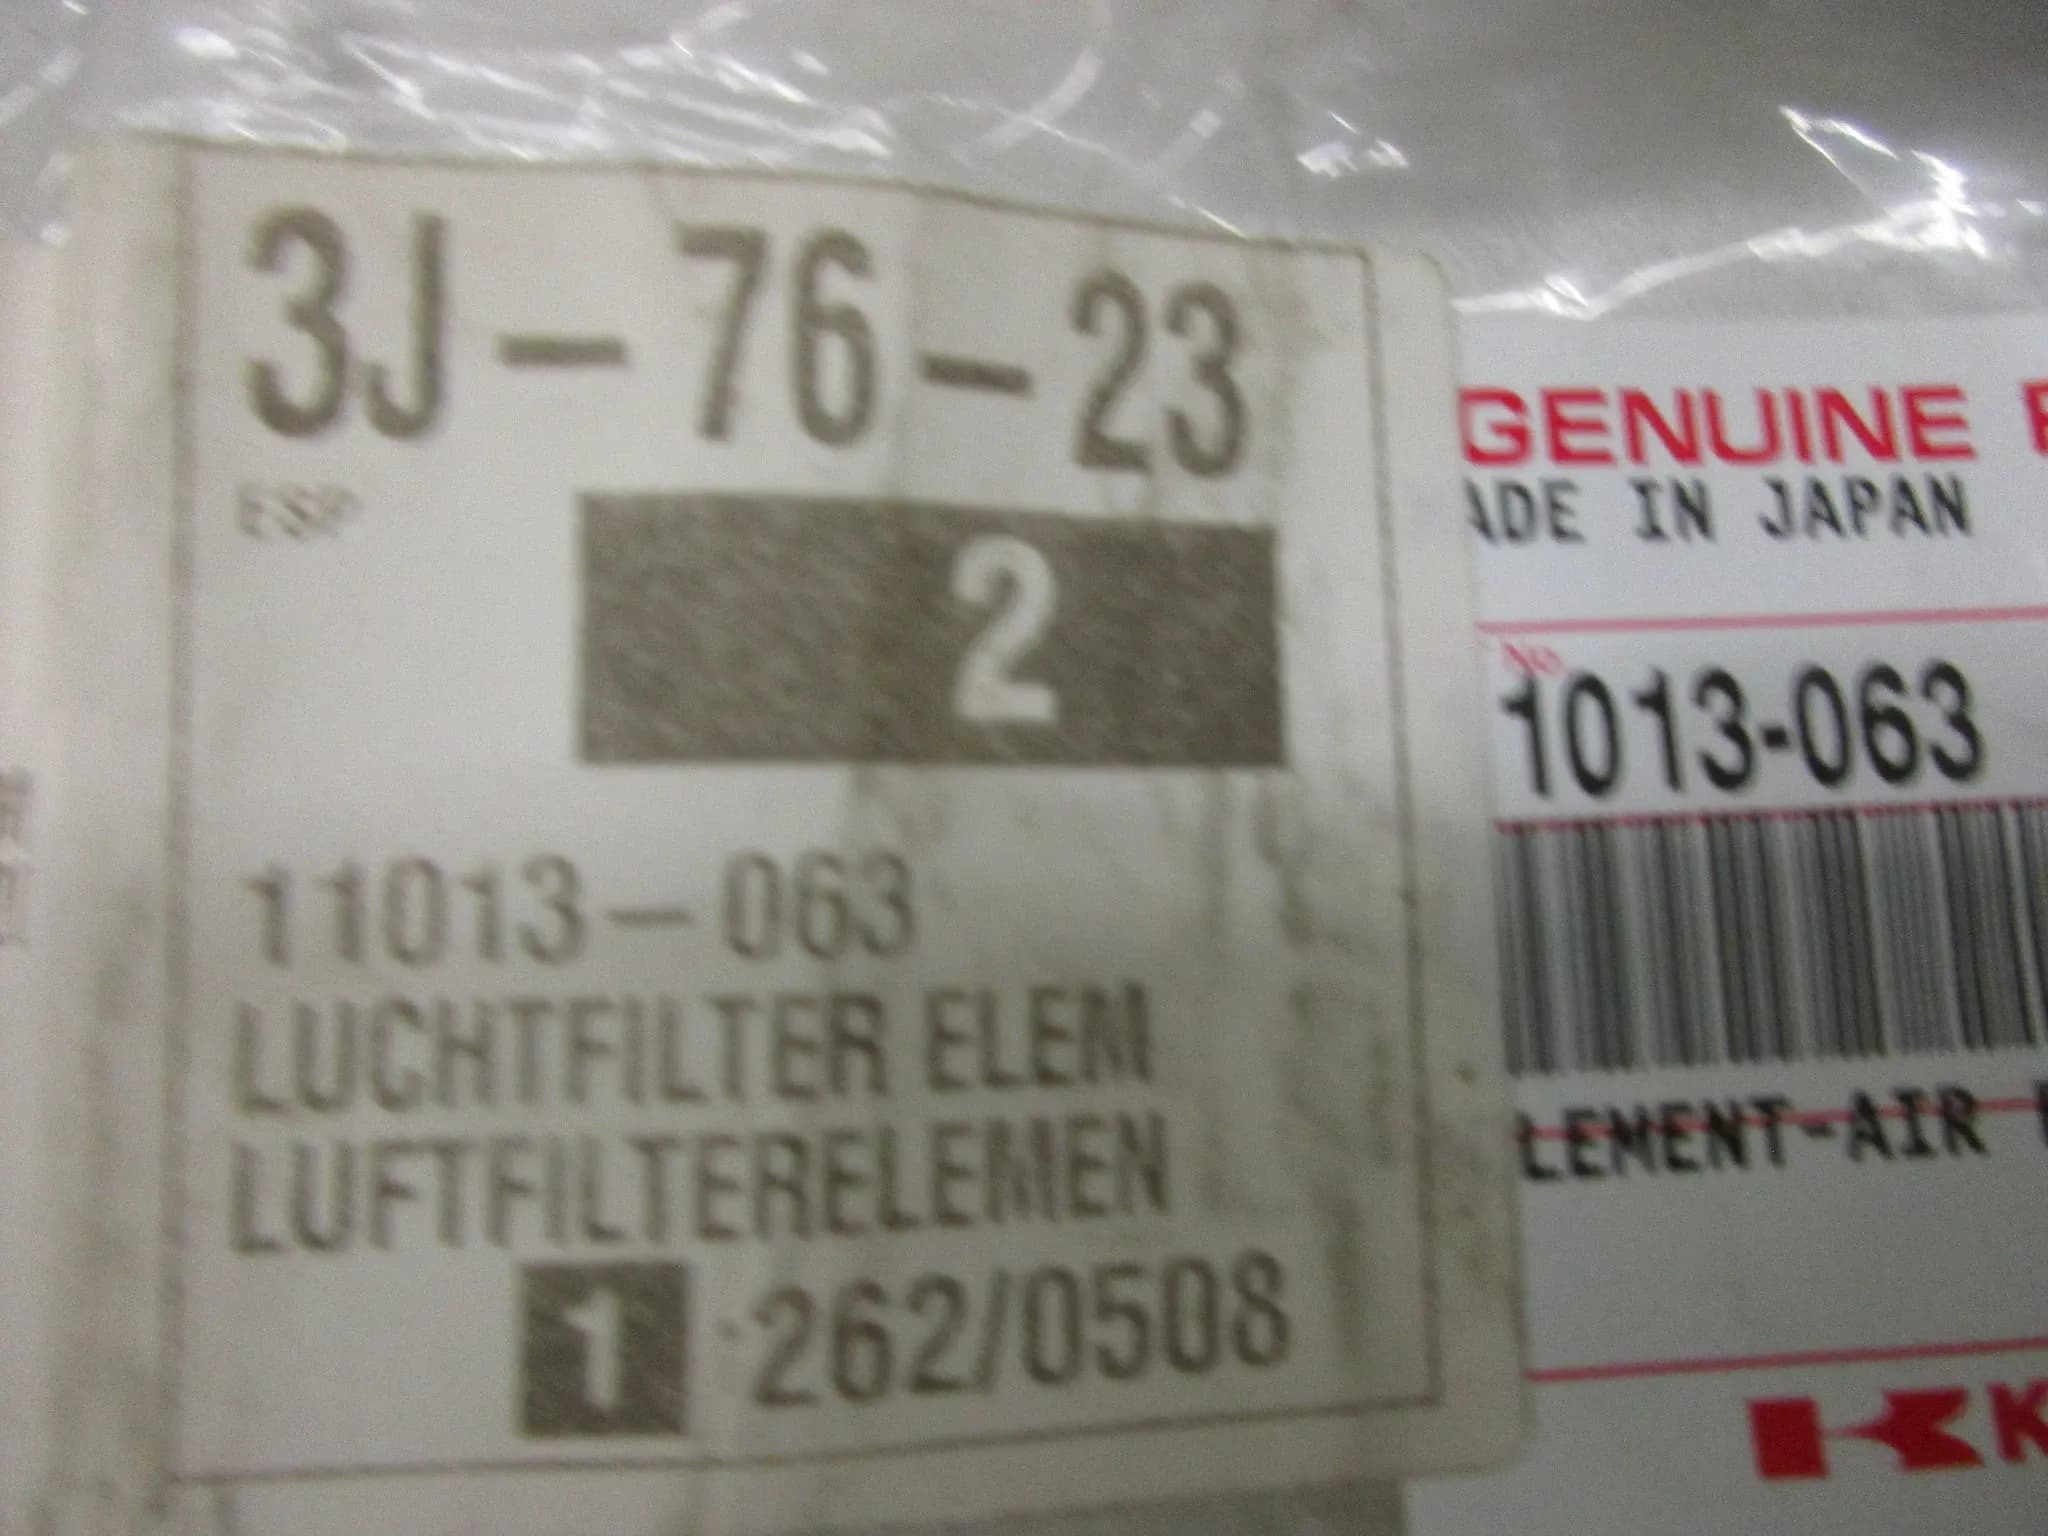 3J-76-23
2
11013-063
LUCHTFILTER ELEM
LUFTFILTERELEMEN
1 262/0508
GENUINE
ADE IN JAPAN
No.
1013-063
LEMENT-AIR
K